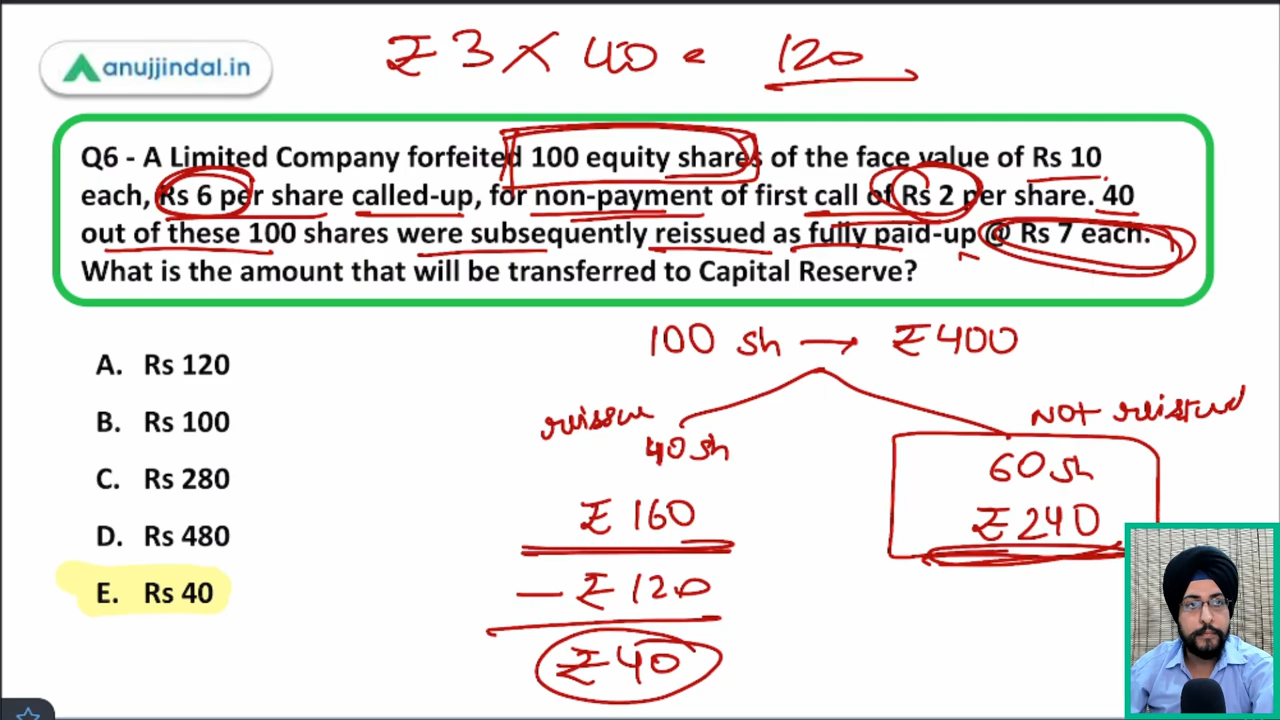 ₹3 × 40 = 120
anujjindal.in
Q6 - A Limited Company forfeited 100 equity shares of the face value of Rs 10
each, Rs 6 per share called-up, for non-payment of first call of Rs 2 per share. 40
out of these 100 shares were subsequently reissued as fully paid-up @ Rs 7 each.
What is the amount that will be transferred to Capital Reserve?
100 sh → ₹400
A. Rs 120
B. Rs 100
C. Rs 280
D. Rs 480
E. Rs 40
reissue
40 sh
₹ 160
— ₹ 120
₹ 40
NOT reissued
60 sh
₹ 240